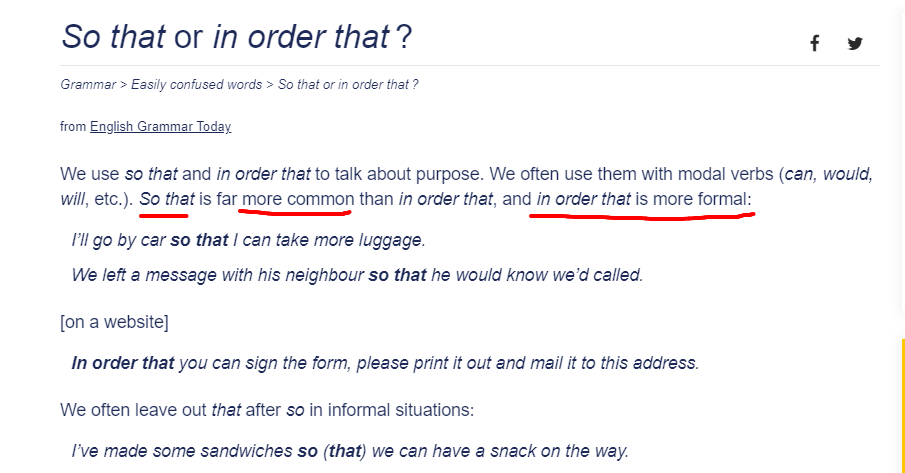 So that or in order that ?
Grammar > Easily confused words > So that or in order that ?
from English Grammar Today
We use so that and in order that to talk about purpose. We often use them with modal verbs (can, would,
will, etc.). So that is far more common than in order that, and in order that is more formal:
I’ll go by car so that I can take more luggage.
We left a message with his neighbour so that he would know we’d called.
[on a website]
In order that you can sign the form, please print it out and mail it to this address.
We often leave out that after so in informal situations:
I’ve made some sandwiches so (that) we can have a snack on the way.